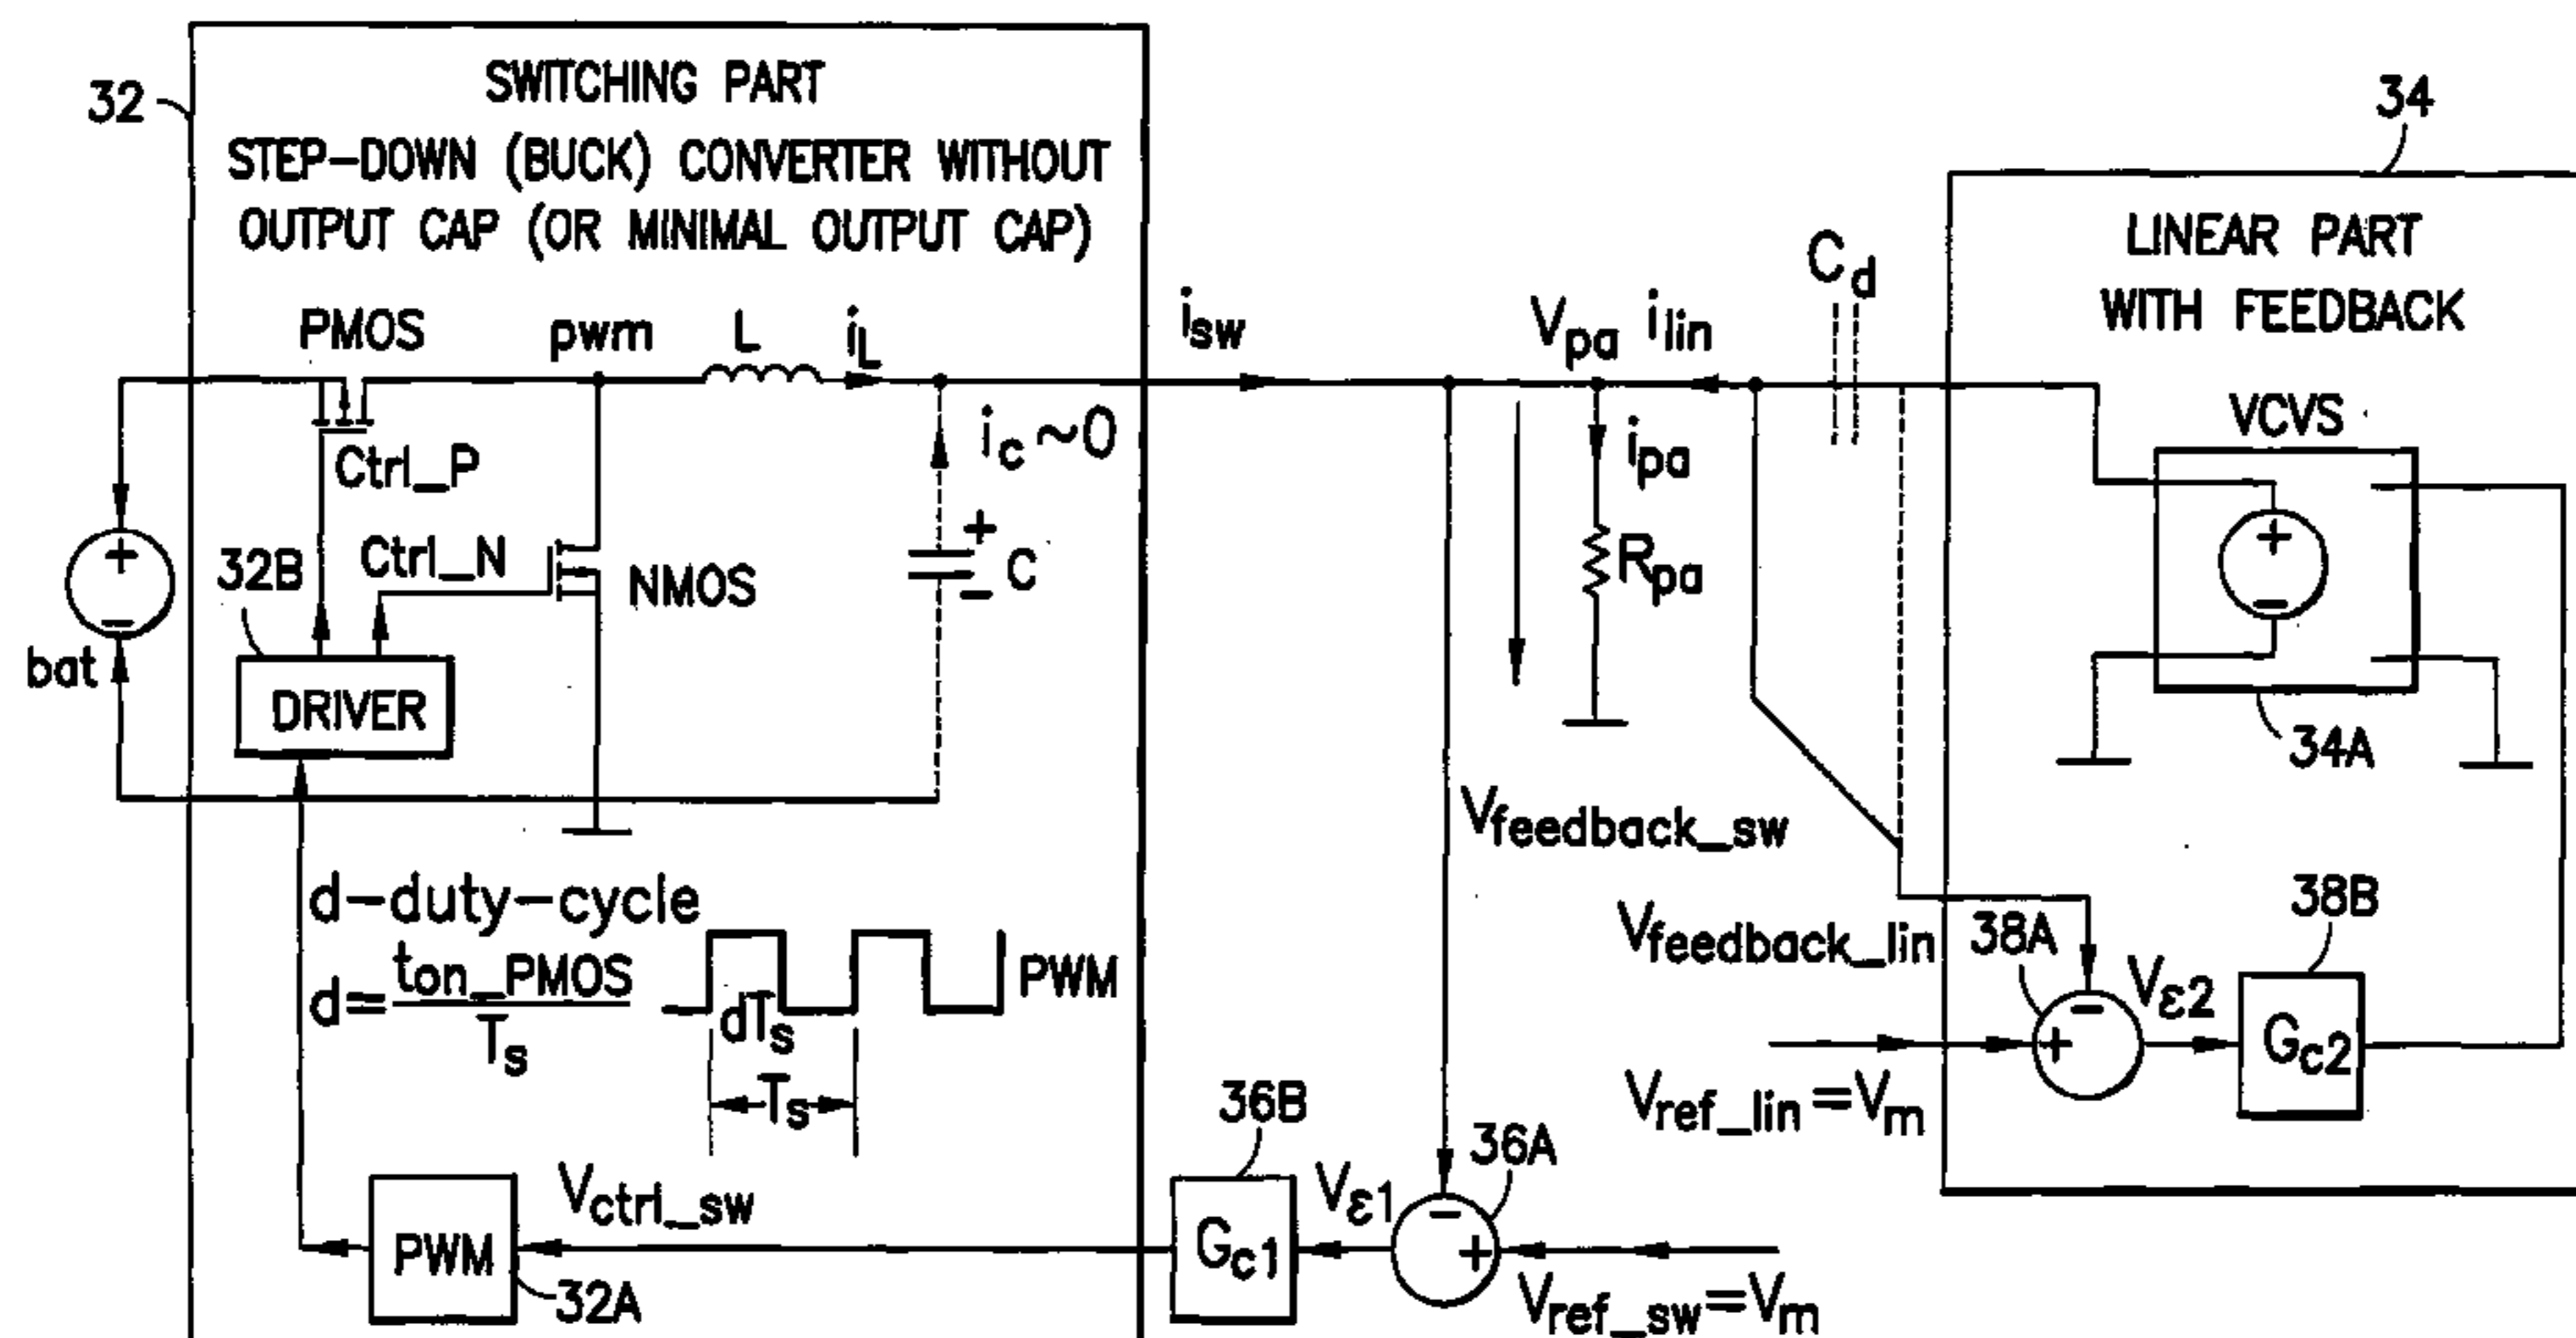 32
SWITCHING PART
STEP-DOWN (BUCK) CONVERTER WITHOUT
OUTPUT CAP (OR MINIMAL OUTPUT CAP)
PMOS
pwm
L
iL
isw
Vpa
ilin
Cd
34
LINEAR PART
WITH FEEDBACK
VCVS
Ctrl_P
ic ~0
ipa
+
-
bat
32B
Ctrl_N
NMOS
+
-
C
Rpa
+
-
DRIVER
34A
Vfeedback_sw
d-duty-cycle
d=ton_PMOS
Ts
dTs
Ts
PWM
Vfeedback_lin
38A
-
+
Vε2
38B
Gc2
Vref_lin=Vm
36B
36A
PWM
32A
Vctrl_sw
Gc1
Vε1
-
+
Vref_sw=Vm